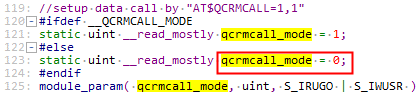 119: //setup data call by "AT$QCRMCALL=1,1"
120: #ifdef __QCRMCALL_MODE
121: static uint __read_mostly qcrmcall_mode = 1;
122: #else
123: static uint __read_mostly qcrmcall_mode = 0;
124: #endif
125: module_param( qcrmcall_mode, uint, S_IRUGO | S_IWUSR )